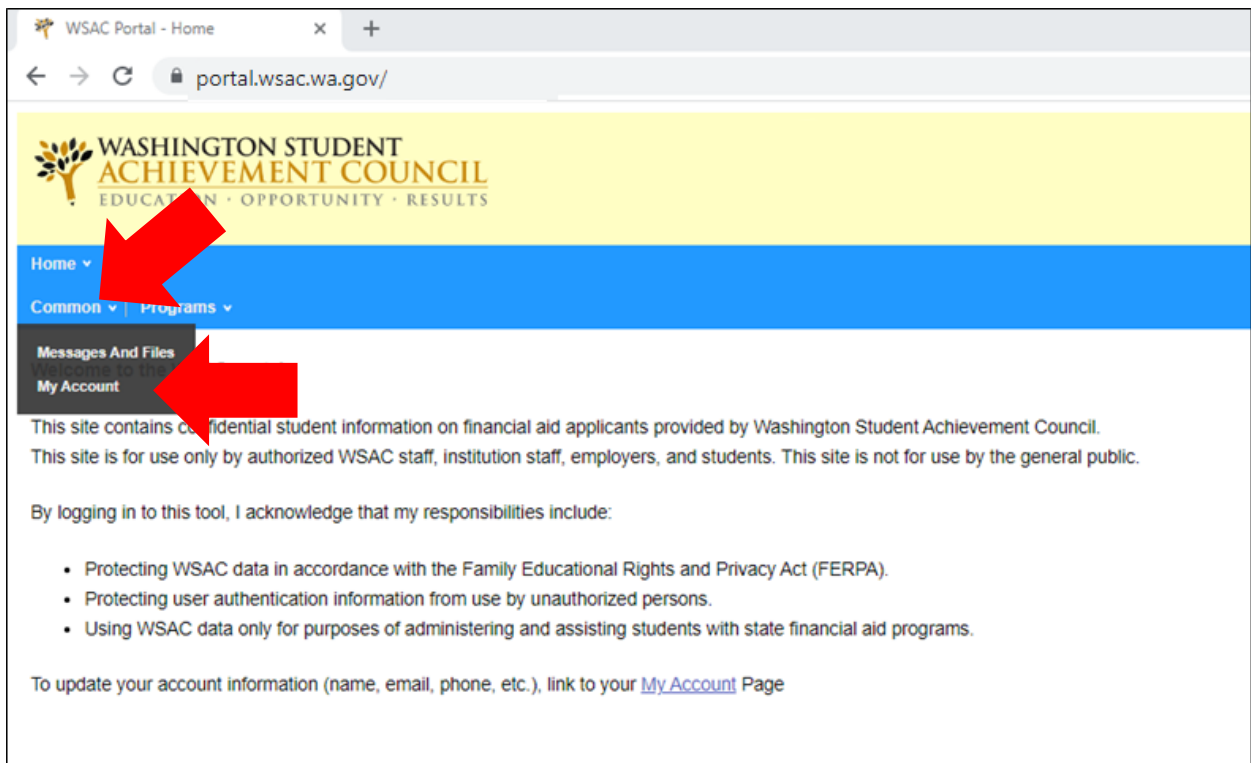 WSAC Portal - Home
portal.wsac.wa.gov/
WASHINGTON STUDENT
ACHIEVEMENT COUNCIL
EDUCATION · OPPORTUNITY · RESULTS
Home
Common | Programs
Messages And Files
Welcome to the
My Account
This site contains confidential student information on financial aid applicants provided by Washington Student Achievement Council.
This site is for use only by authorized WSAC staff, institution staff, employers, and students. This site is not for use by the general public.
By logging in to this tool, I acknowledge that my responsibilities include:
• Protecting WSAC data in accordance with the Family Educational Rights and Privacy Act (FERPA).
• Protecting user authentication information from use by unauthorized persons.
• Using WSAC data only for purposes of administering and assisting students with state financial aid programs.
To update your account information (name, email, phone, etc.), link to your My Account Page